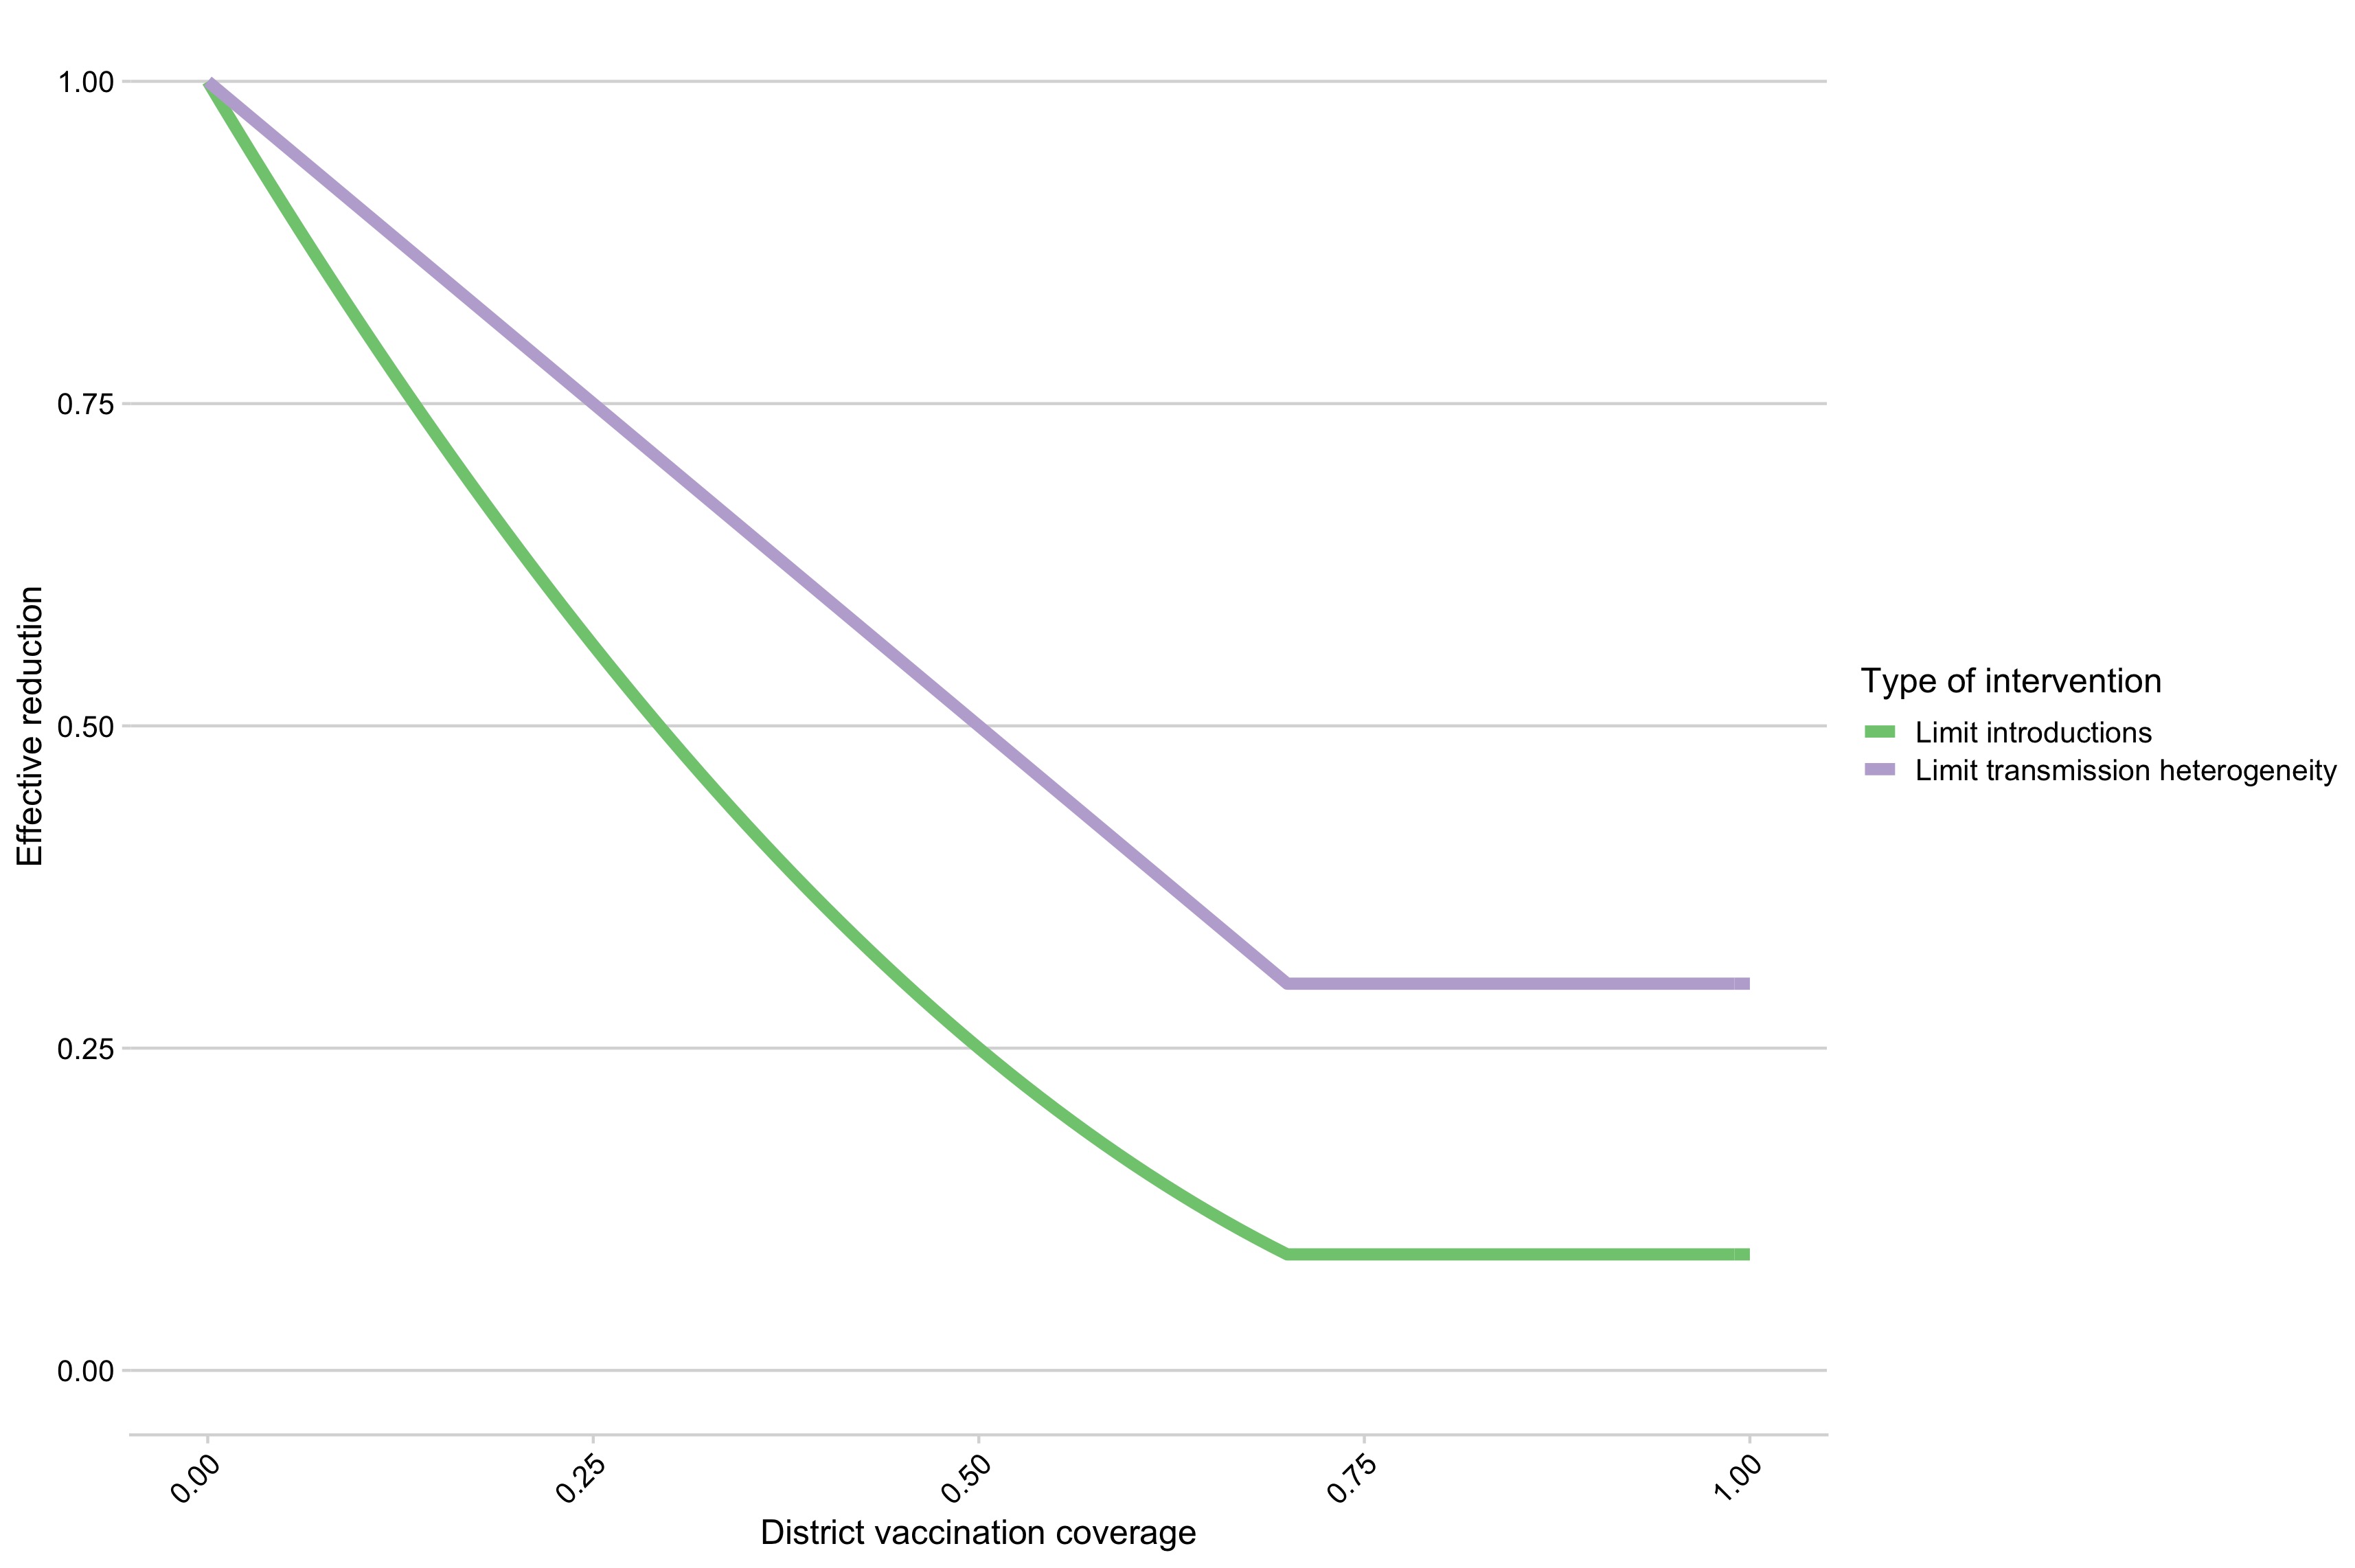 1.00
0.75
0.50
0.25
0.00
Effective reduction
0.00
0.25
0.50
0.75
1.00
District vaccination coverage
Type of intervention
Limit introductions
Limit transmission heterogeneity